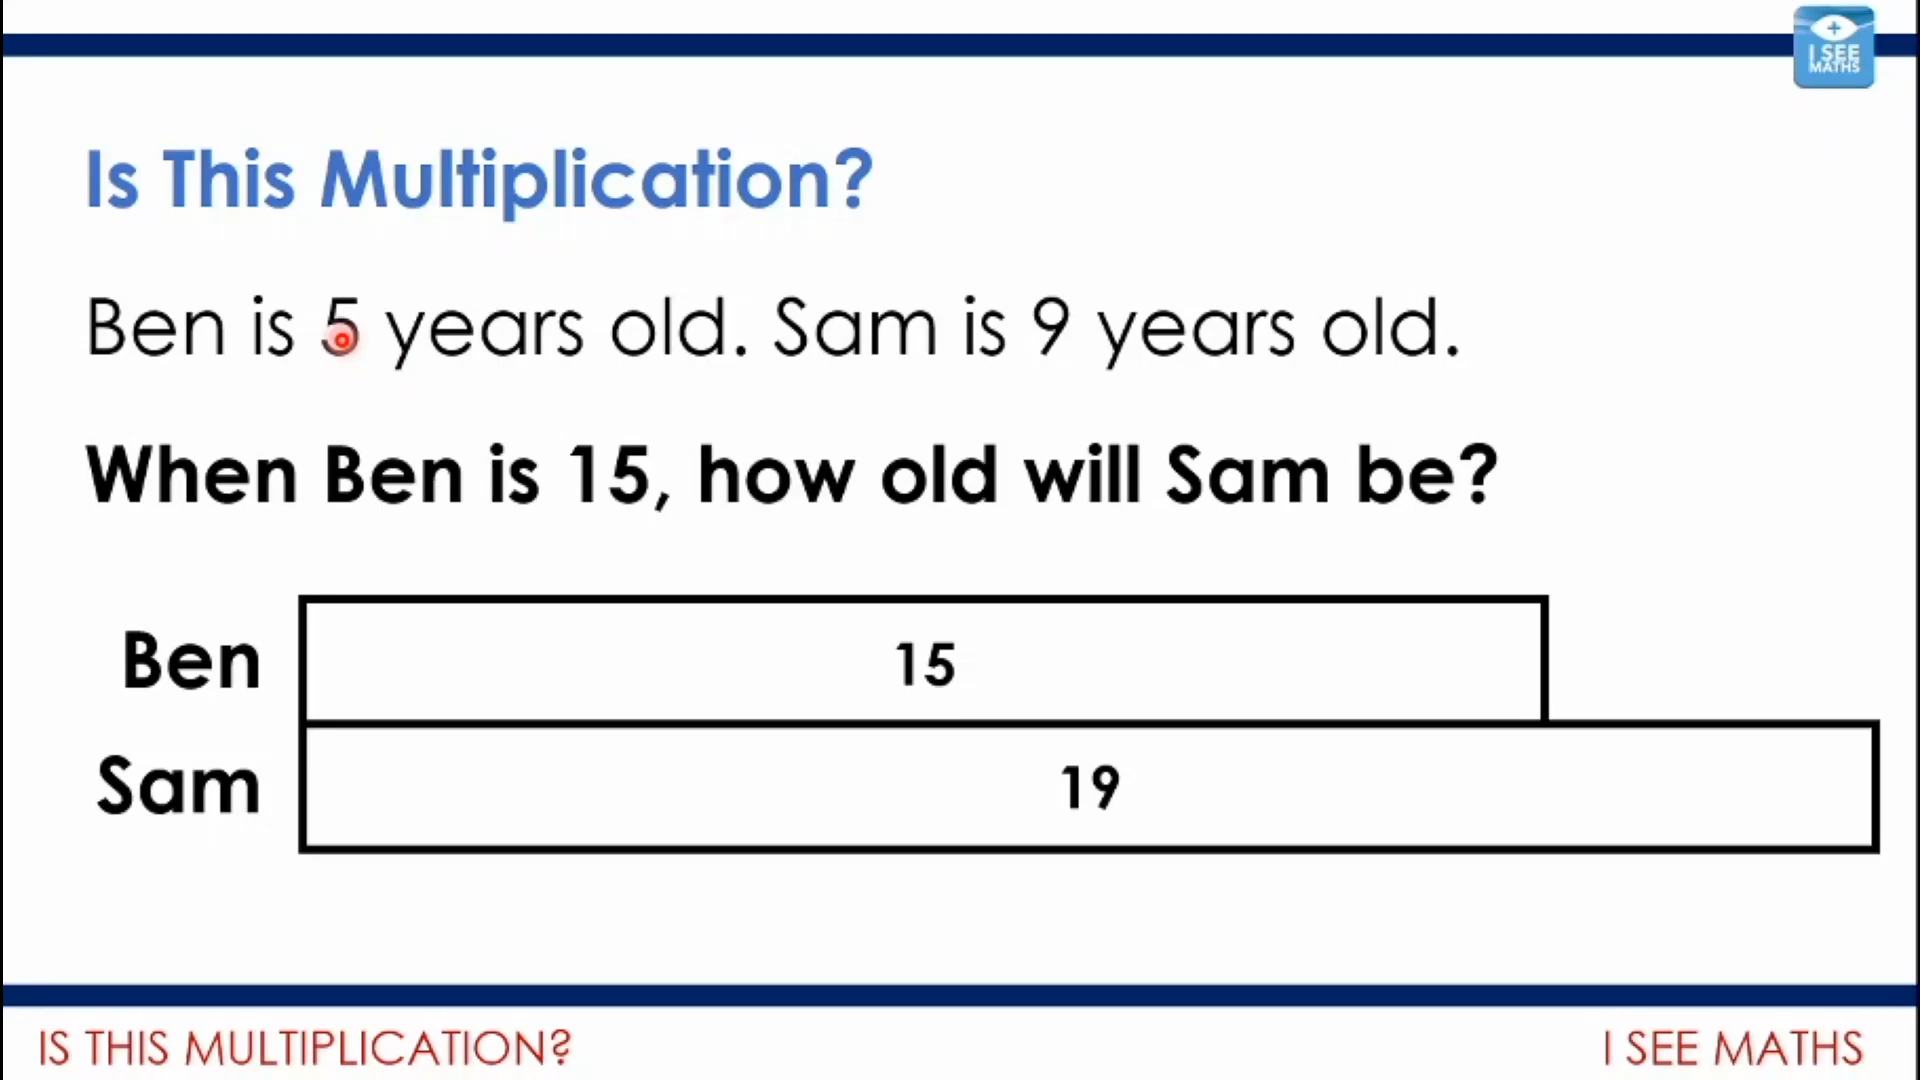 I SEE
MATHS
Is This Multiplication?
Ben is 5 years old. Sam is 9 years old.
When Ben is 15, how old will Sam be?
Ben 15
Sam 19
IS THIS MULTIPLICATION? I SEE MATHS